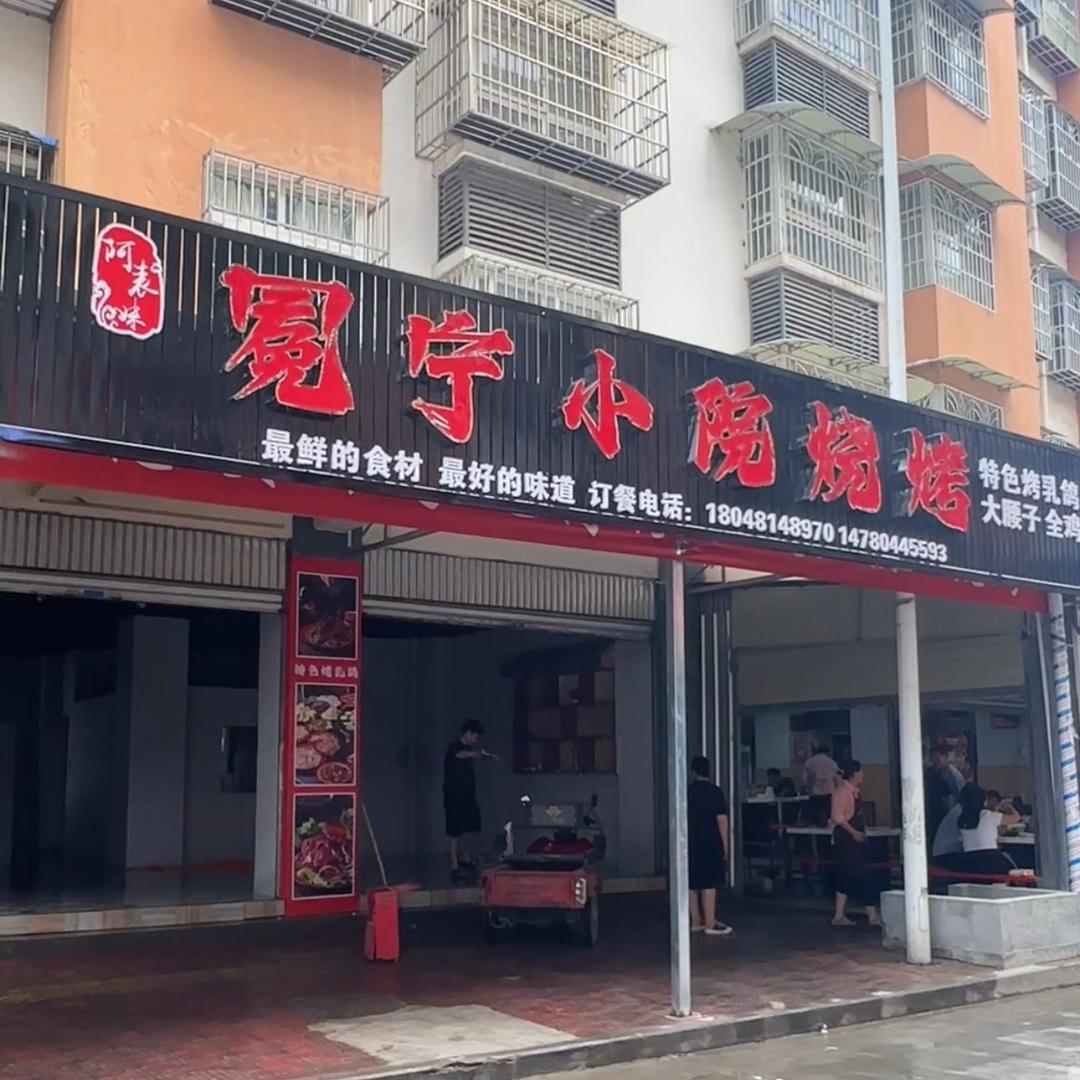 阿表妹
冕宁小院烧烤
最鲜的食材 最好的味道 订餐电话：18048148970 14780445593
特色烤乳鸽
大腰子 全鸡
特色烤乳鸽